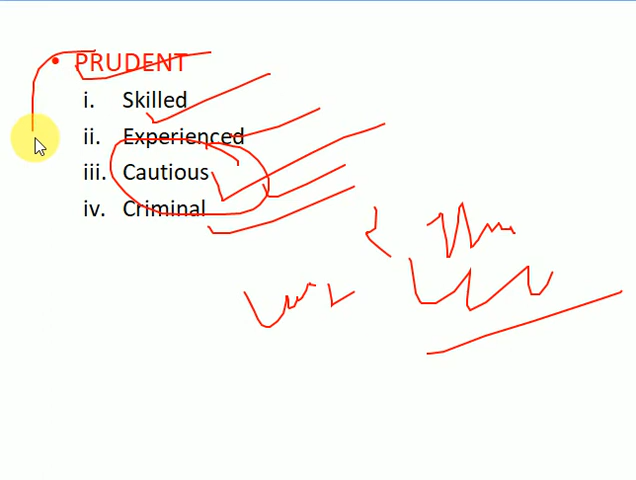 • PRUDENT
i. Skilled
ii. Experienced
iii. Cautious
iv. Criminal